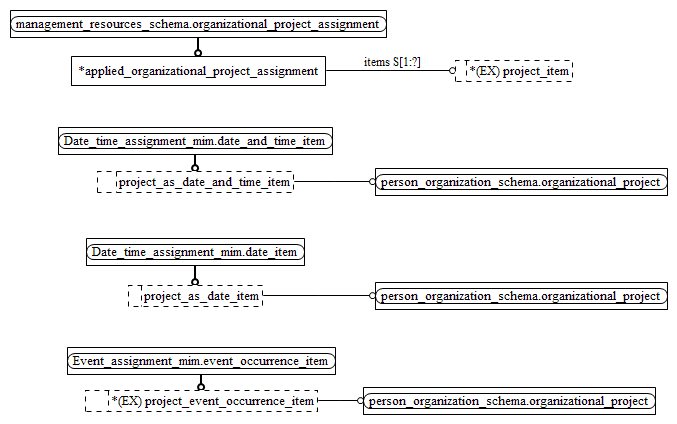 management_resources_schema.organizational_project_assignment
*applied_organizational_project_assignment
items S[1:?]
*(EX) project_item
Date_time_assignment_mim.date_and_time_item
project_as_date_and_time_item
person_organization_schema.organizational_project
Date_time_assignment_mim.date_item
project_as_date_item
person_organization_schema.organizational_project
Event_assignment_mim.event_occurrence_item
*(EX) project_event_occurrence_item
person_organization_schema.organizational_project